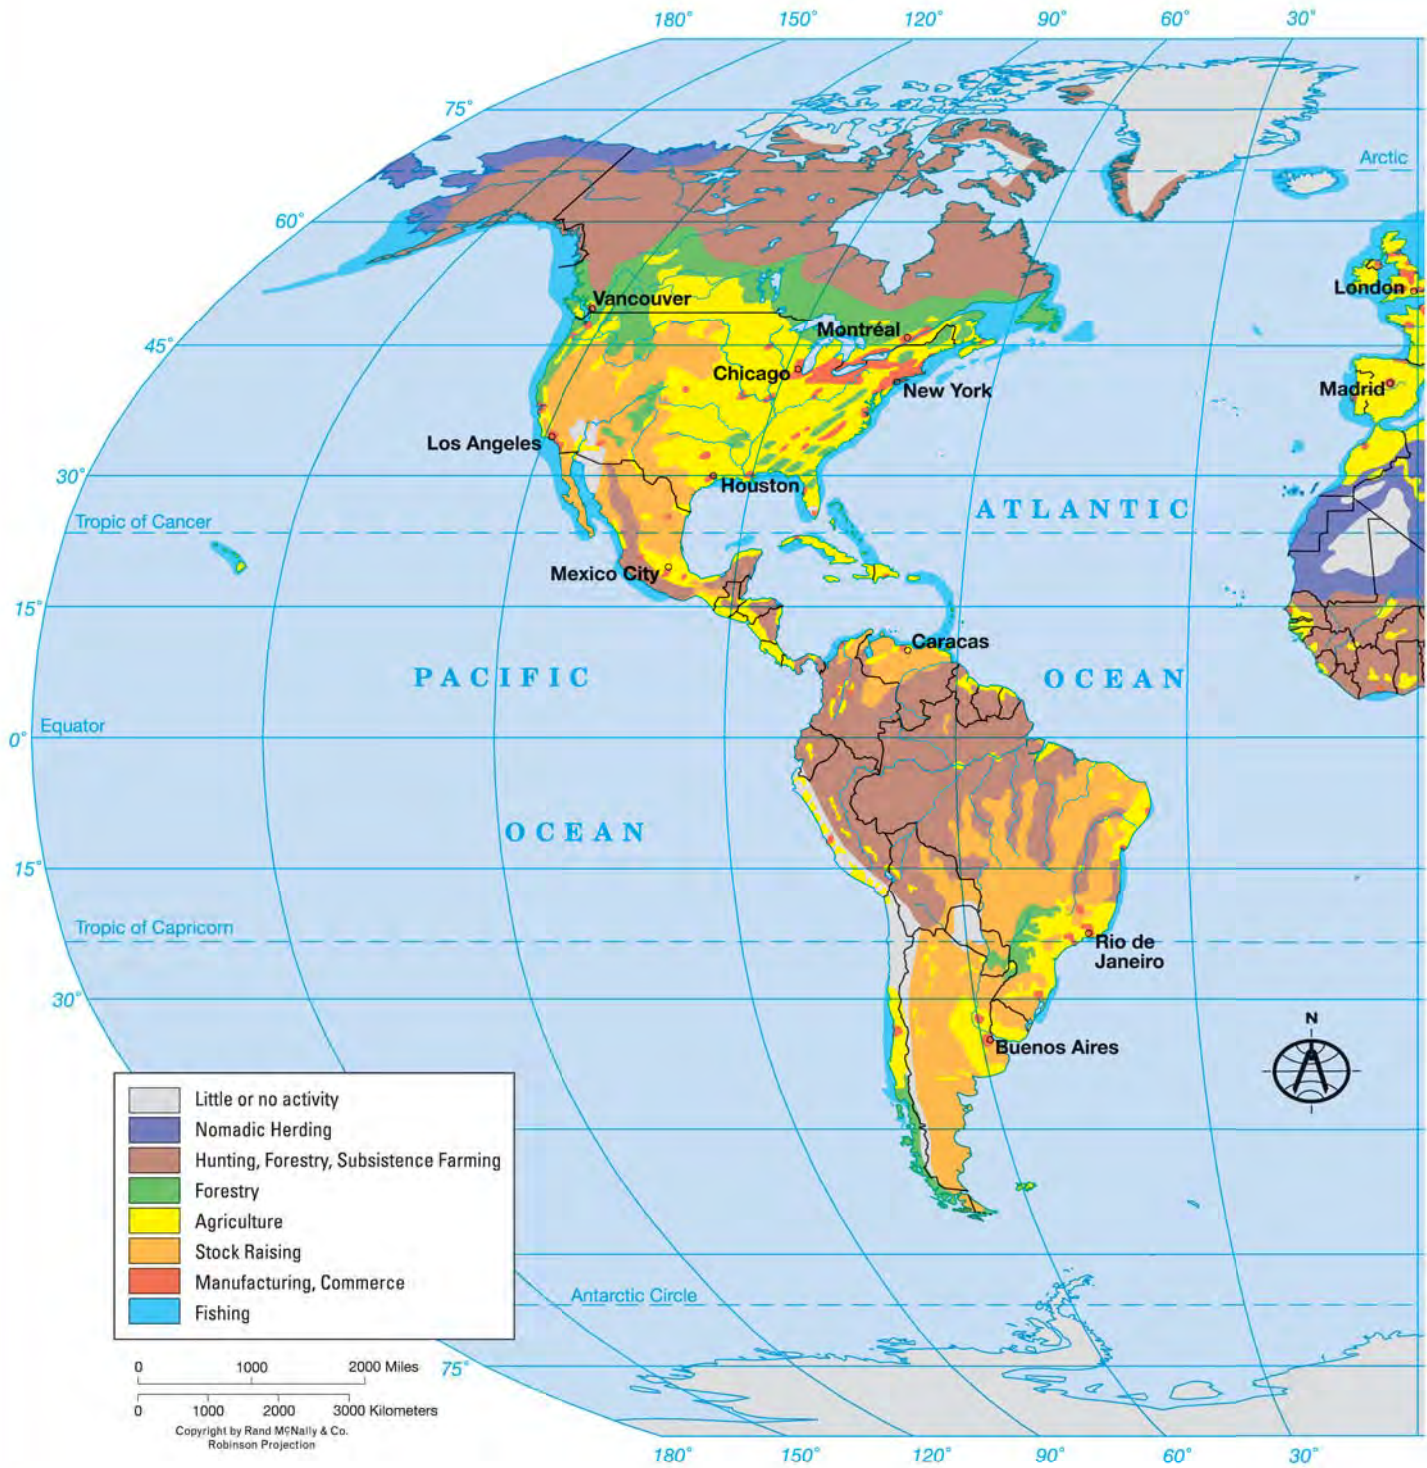 180° 150° 120° 90° 60° 30°
75°
Arctic
60°
London
Vancouver
Montréal
45°
Chicago
Madrid
New York
Los Angeles
30°
Houston
ATLANTIC
Tropic of Cancer
Mexico City
15°
Caracas
PACIFIC
OCEAN
Equator
0°
OCEAN
15°
Tropic of Capricorn
Rio de
Janeiro
30°
N
Buenos Aires
Little or no activity
Nomadic Herding
Hunting, Forestry, Subsistence Farming
Forestry
Agriculture
Stock Raising
Manufacturing, Commerce
Fishing
Antarctic Circle
0 1000 2000 Miles
75°
0 1000 2000 3000 Kilometers
Copyright by Rand McNally & Co.
Robinson Projection
180° 150° 120° 90° 60° 30°